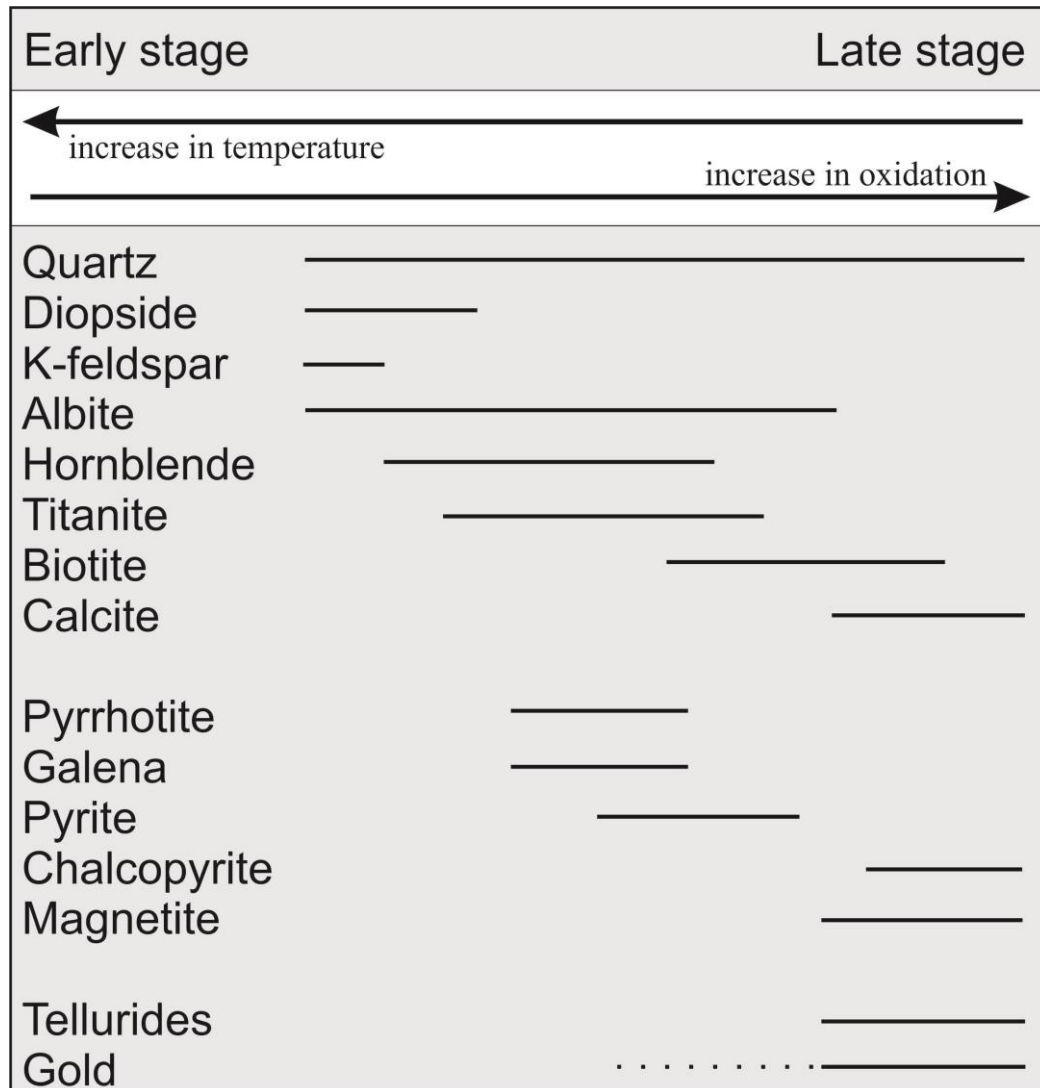 Early stage Late stage
increase in temperature
increase in oxidation
Quartz
Diopside
K-feldspar
Albite
Hornblende
Titanite
Biotite
Calcite
Pyrrhotite
Galena
Pyrite
Chalcopyrite
Magnetite
Tellurides
Gold